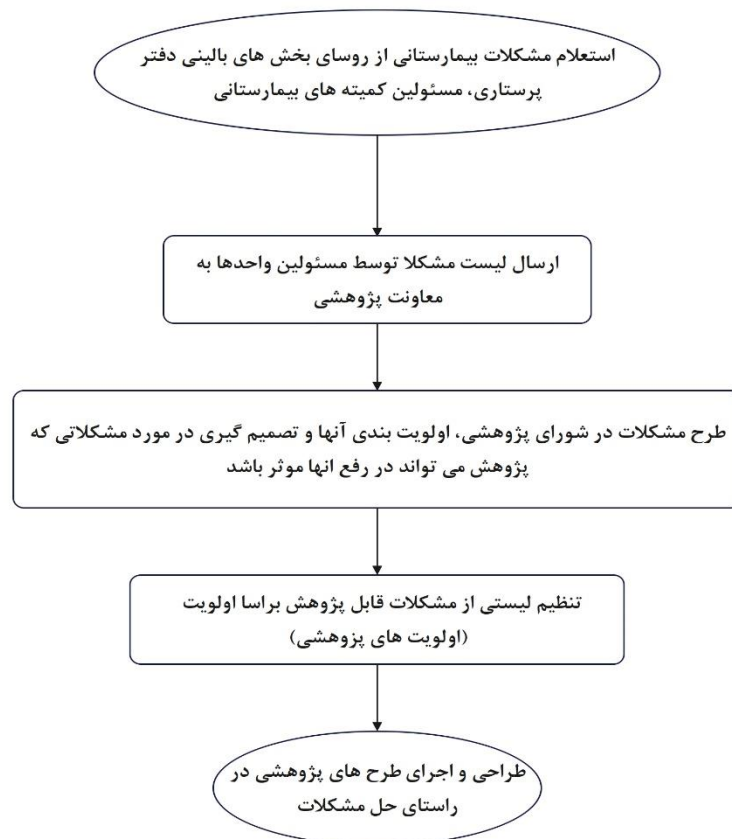 استعلام مشکلات بیمارستانی از روسای بخش های بالینی دفتر
پرستاری، مسئولین کمیته های بیمارستانی
ارسال لیست مشکلا توسط مسئولین واحدها به
معاونت پژوهشی
طرح مشکلات در شورای پژوهشی، اولویت بندی آنها و تصمیم گیری در مورد مشکلاتی که
پژوهش می تواند در رفع انها موثر باشد
تنظیم لیستی از مشکلات قابل پژوهش براسا اولویت
(اولویت های پزوهشی)
طراحی و اجرای طرح های پژوهشی در
راستای حل مشکلات